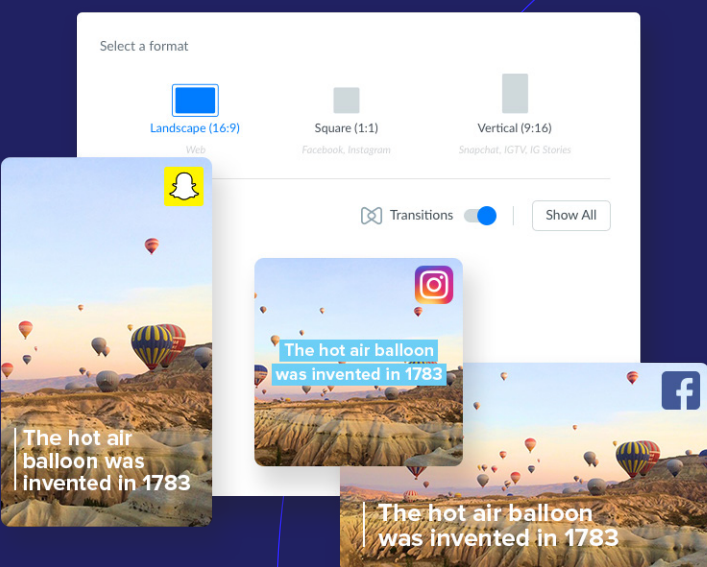 Select a format
Landscape (16:9)
Square (1:1)
Vertical (9:16)
Web
Facebook, Instagram
Snapchat, IGTV, IG Stories
Transitions
Show All
The hot air balloon
was invented in 1783
The hot air
balloon was
invented in 1783
The hot air balloon
was invented in 1783